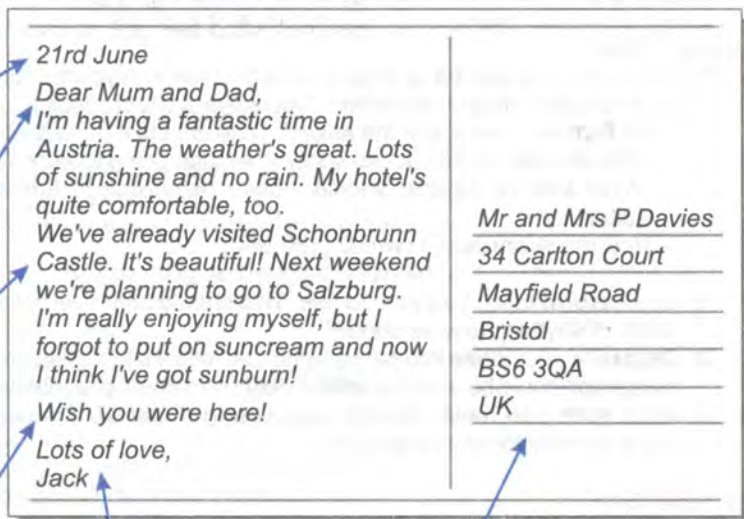 21rd June
Dear Mum and Dad,
I'm having a fantastic time in
Austria. The weather's great. Lots
of sunshine and no rain. My hotel's
quite comfortable, too.
We've already visited Schonbrunn
Castle. It's beautiful! Next weekend
we're planning to go to Salzburg.
I'm really enjoying myself, but I
forgot to put on suncream and now
I think I've got sunburn!
Wish you were here!
Lots of love,
Jack
Mr and Mrs P Davies
34 Carlton Court
Mayfield Road
Bristol
BS6 3QA
UK